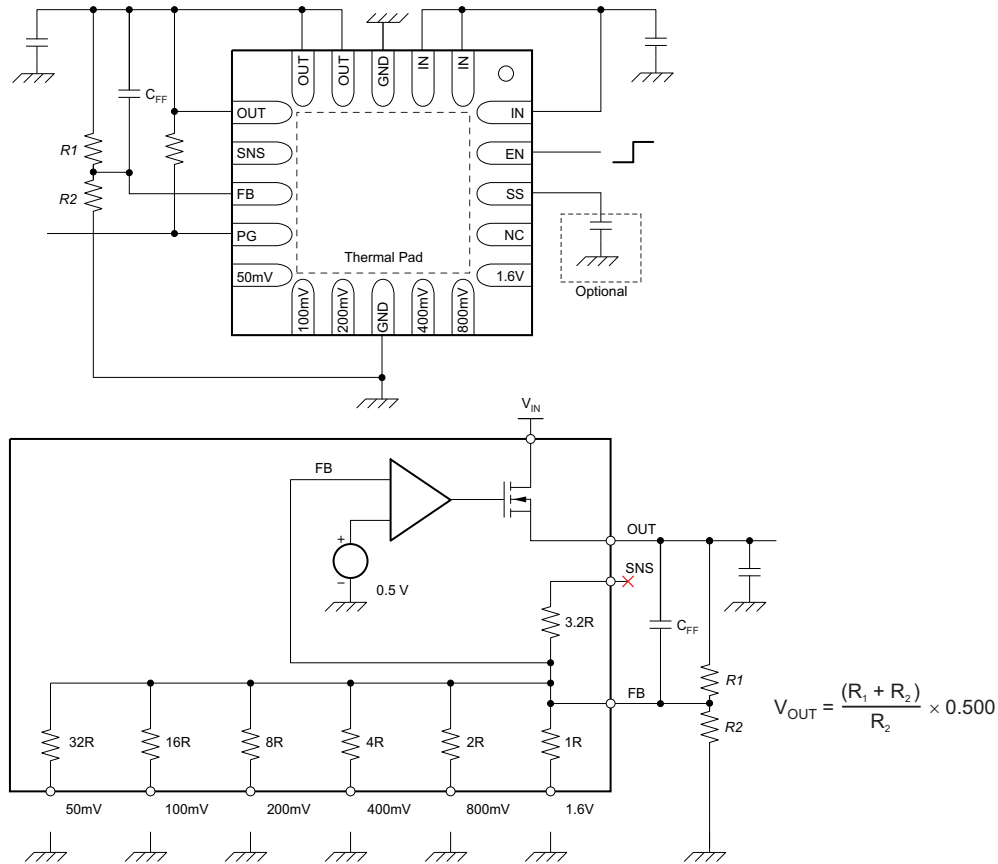 OUT
OUT
GND
IN
IN
C_FF
OUT
IN
R1
SNS
EN
R2
FB
SS
PG
NC
Thermal Pad
50mV
1.6V
Optional
100mV
200mV
GND
400mV
800mV
V_IN
FB
OUT
+
−
0.5 V
SNS
3.2R
C_FF
R1
FB
R2
V_OUT = (R_1 + R_2) / R_2 × 0.500
32R
16R
8R
4R
2R
1R
50mV
100mV
200mV
400mV
800mV
1.6V